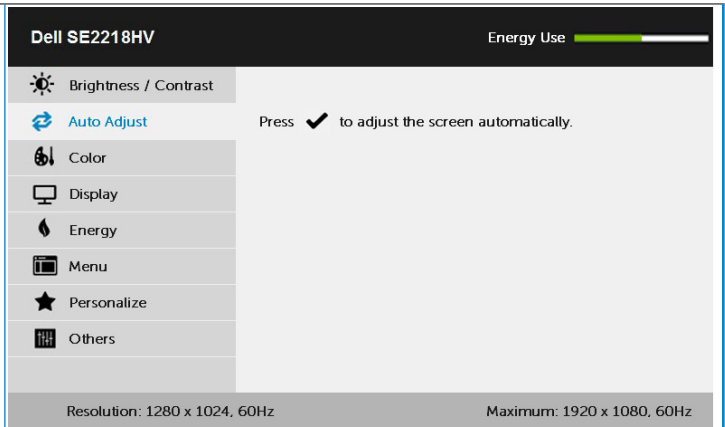 Dell SE2218HV
Energy Use
Brightness / Contrast
Auto Adjust
Press to adjust the screen automatically.
Color
Display
Energy
Menu
Personalize
Others
Resolution: 1280 x 1024, 60Hz
Maximum: 1920 x 1080, 60Hz